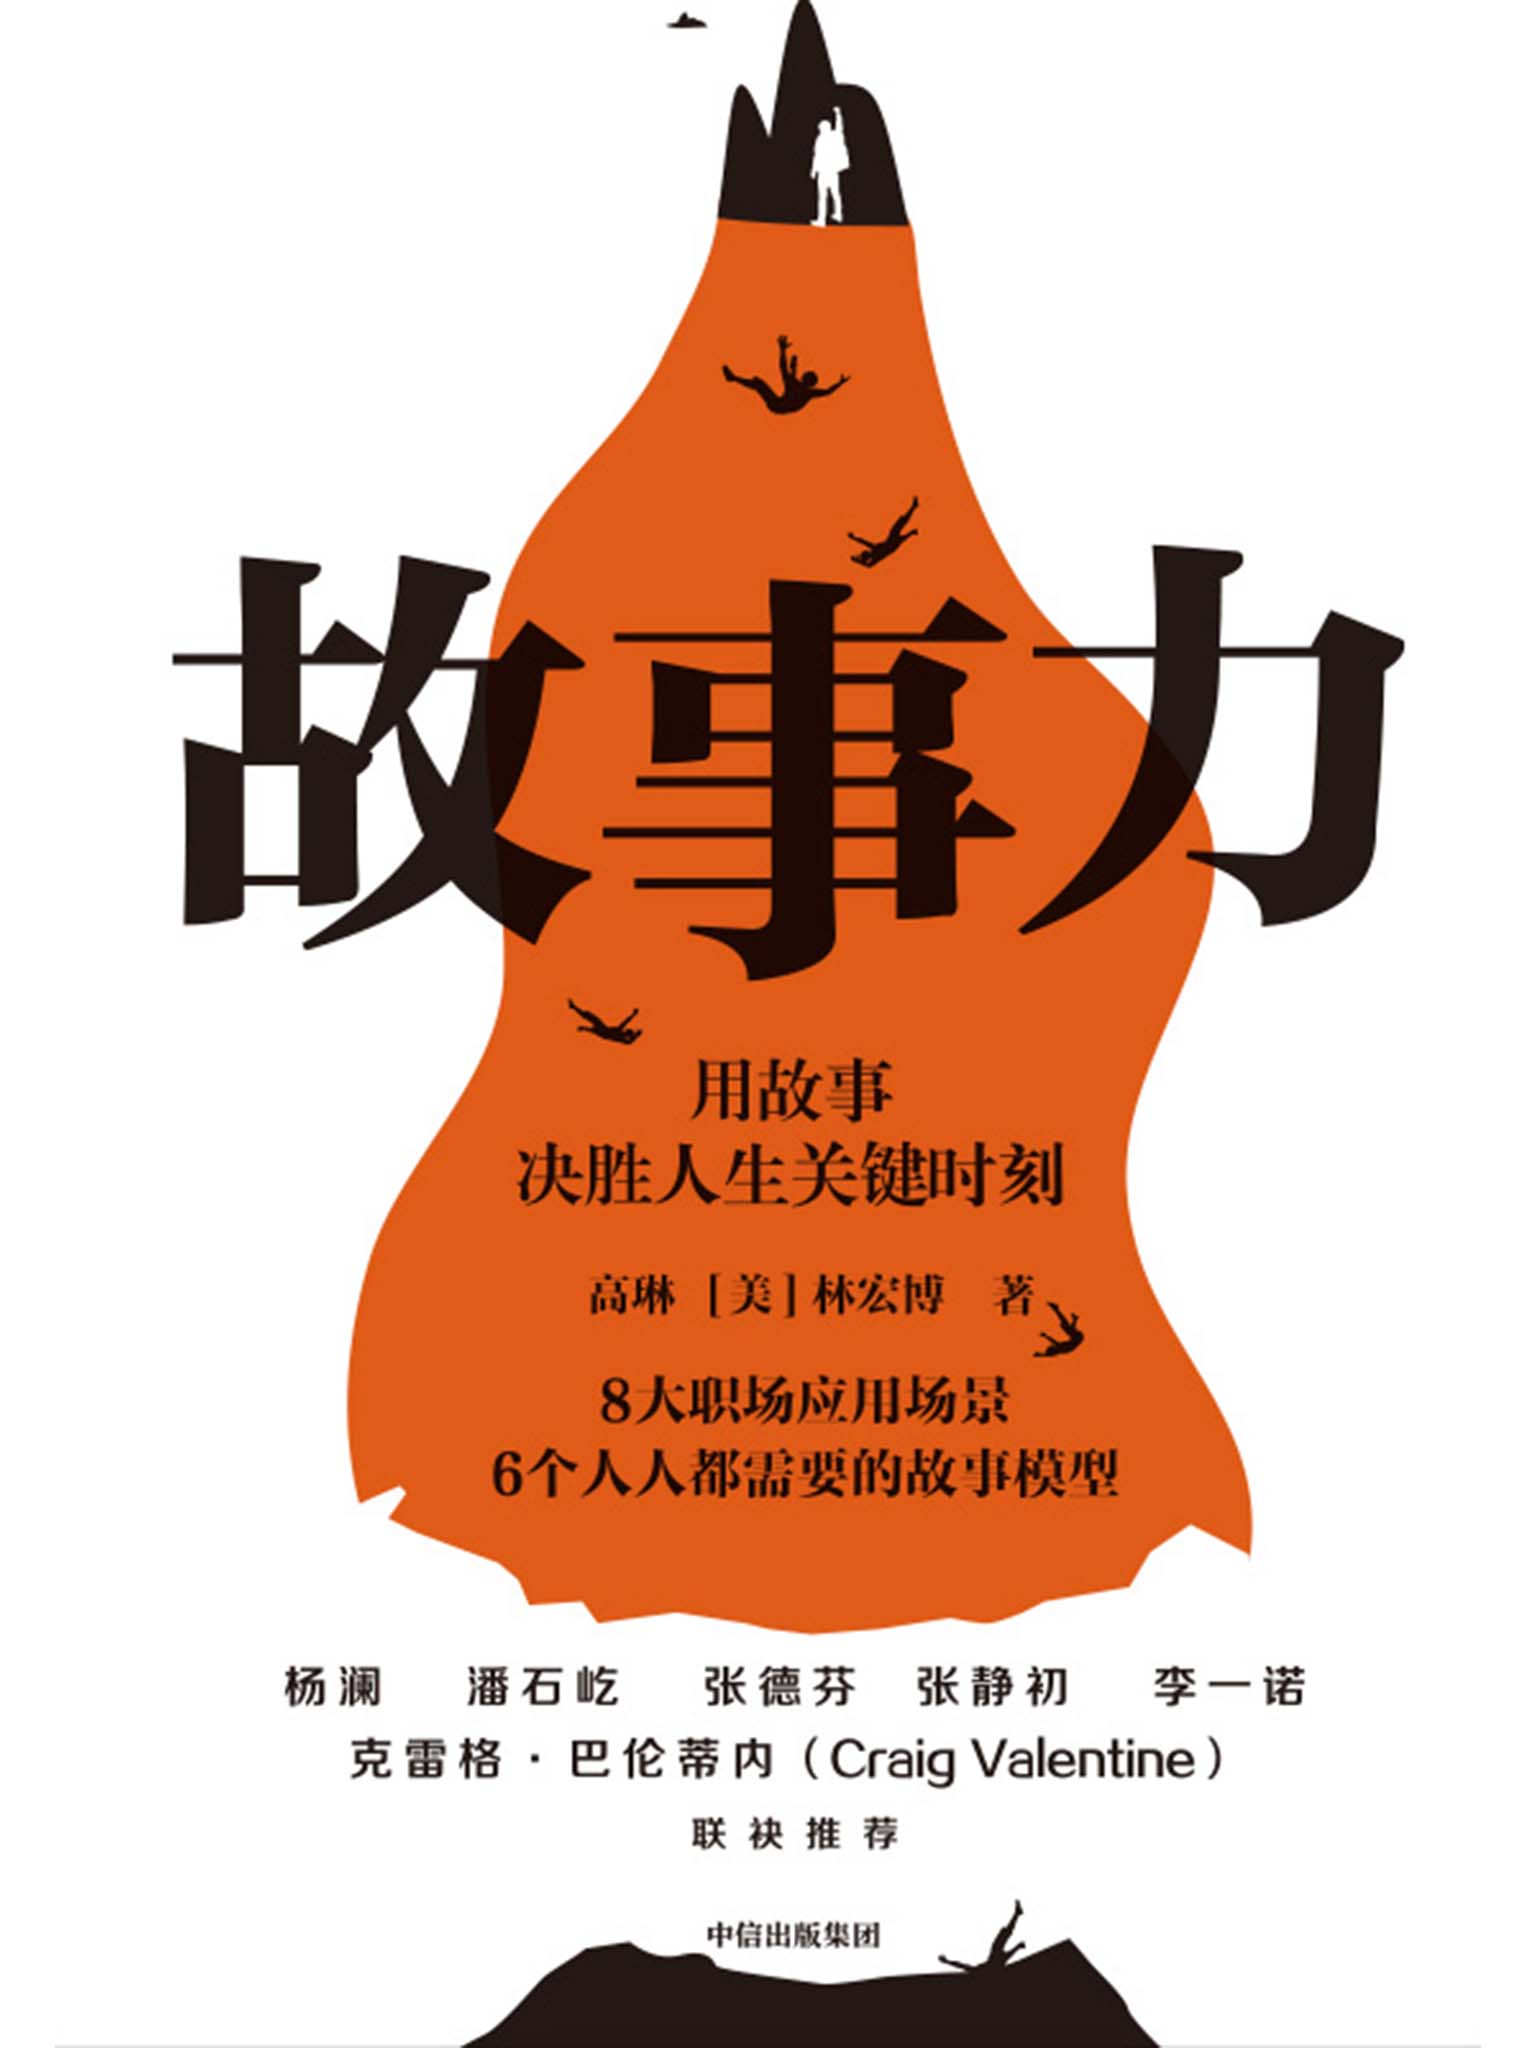 故事力
用故事
决胜人生关键时刻
高琳 [美]林宏博 著
8大职场应用场景
6个人人都需要的故事模型
杨澜 潘石屹 张德芬 张静初 李一诺
克雷格·巴伦蒂内（Craig Valentine）
联袂推荐
中信出版集团